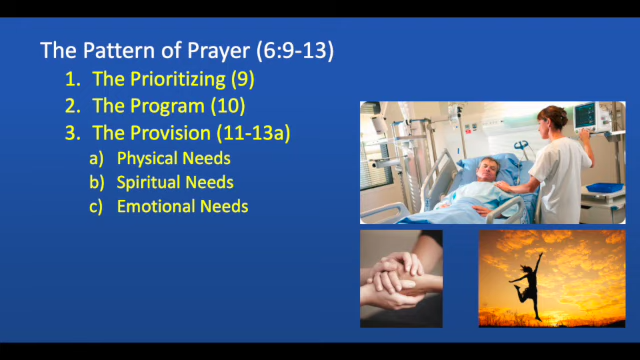 The Pattern of Prayer (6:9-13)
1. The Prioritizing (9)
2. The Program (10)
3. The Provision (11-13a)
a) Physical Needs
b) Spiritual Needs
c) Emotional Needs